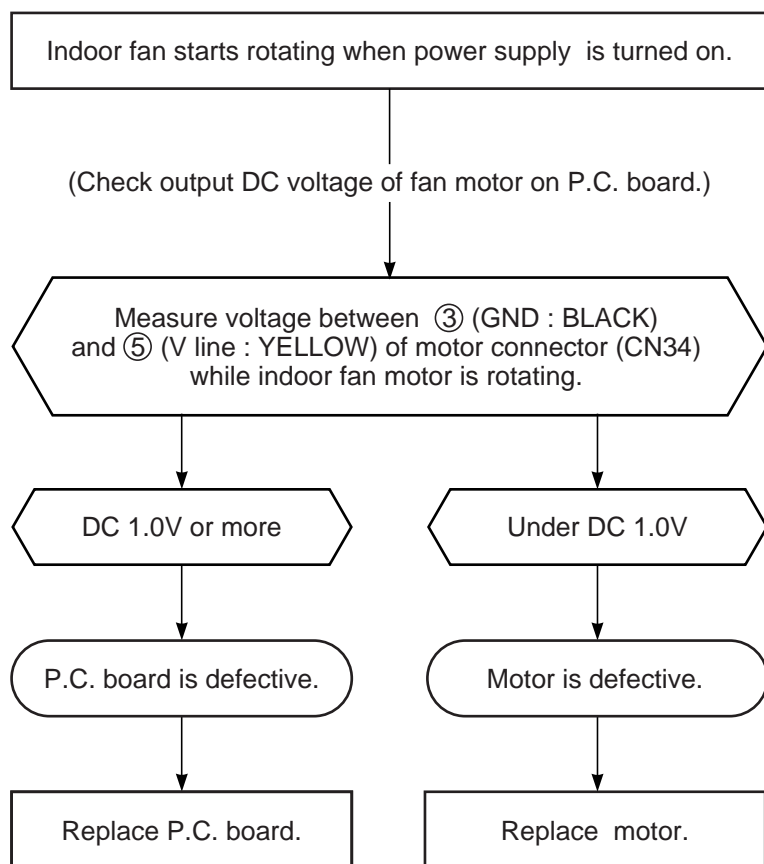 Indoor fan starts rotating when power supply is turned on.
(Check output DC voltage of fan motor on P.C. board.)
Measure voltage between ③ (GND : BLACK)
and ⑤ (V line : YELLOW) of motor connector (CN34)
while indoor fan motor is rotating.
DC 1.0V or more
Under DC 1.0V
P.C. board is defective.
Motor is defective.
Replace P.C. board.
Replace motor.